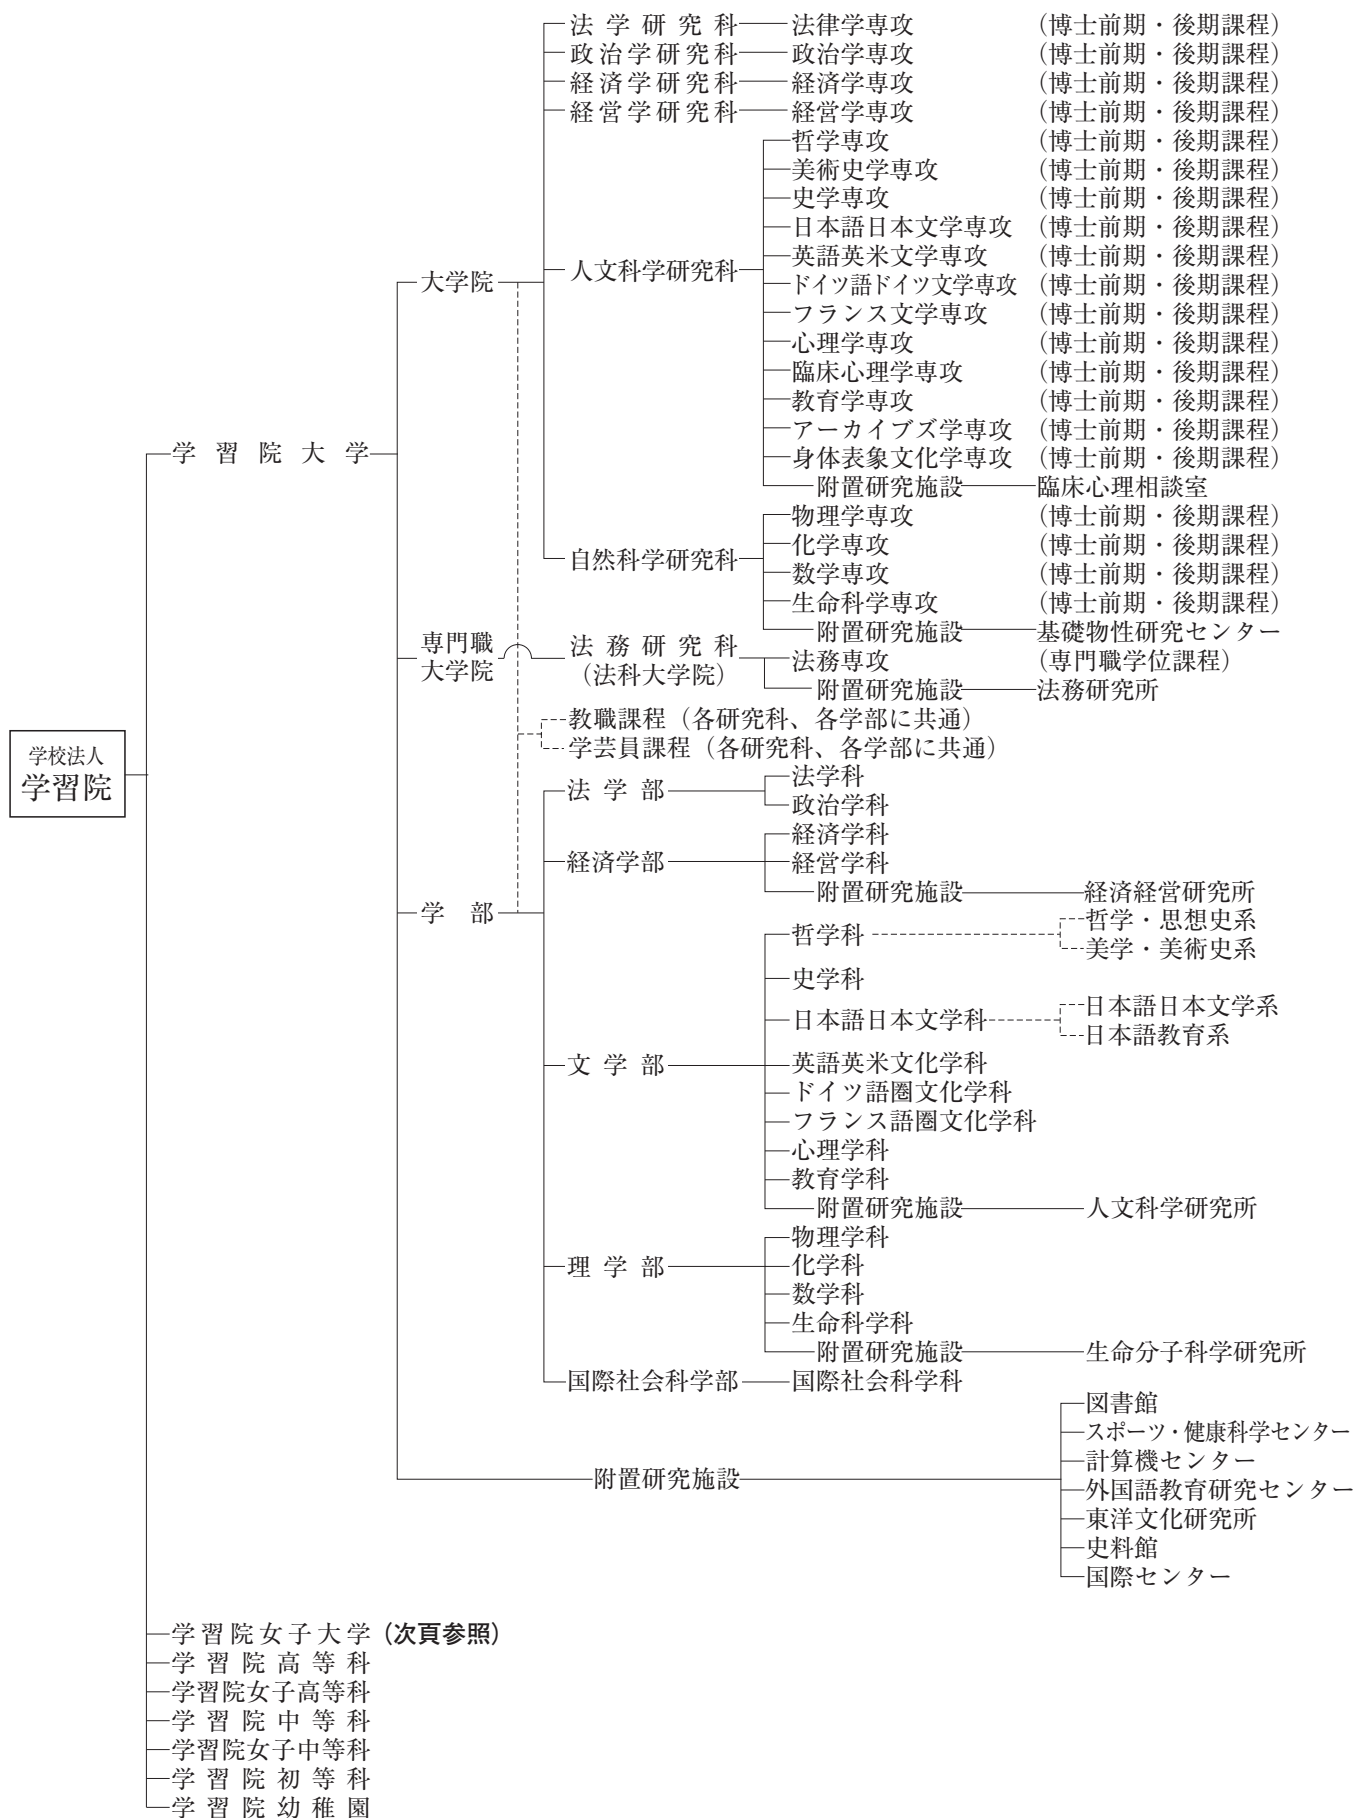 法学研究科 法律学専攻 (博士前期・後期課程)
政治学研究科 政治学専攻 (博士前期・後期課程)
経済学研究科 経済学専攻 (博士前期・後期課程)
経営学研究科 経営学専攻 (博士前期・後期課程)
哲学専攻 (博士前期・後期課程)
美術史学専攻 (博士前期・後期課程)
史学専攻 (博士前期・後期課程)
日本語日本文学専攻 (博士前期・後期課程)
英語英米文学専攻 (博士前期・後期課程)
大学院 人文科学研究科 ドイツ語ドイツ文学専攻 (博士前期・後期課程)
フランス文学専攻 (博士前期・後期課程)
心理学専攻 (博士前期・後期課程)
臨床心理学専攻 (博士前期・後期課程)
教育学専攻 (博士前期・後期課程)
アーカイブズ学専攻 (博士前期・後期課程)
学習院大学 身体表象文化学専攻 (博士前期・後期課程)
附置研究施設 臨床心理相談室
物理学専攻 (博士前期・後期課程)
化学専攻 (博士前期・後期課程)
自然科学研究科 数学専攻 (博士前期・後期課程)
生命科学専攻 (博士前期・後期課程)
附置研究施設 基礎物性研究センター
専門職 法務研究科 法務専攻 (専門職学位課程)
大学院 (法科大学院) 附置研究施設 法務研究所
教職課程(各研究科、各学部に共通)
学芸員課程(各研究科、各学部に共通)
学校法人
学習院
法学部 法学科
政治学科
経済学科
経済学部 経営学科
附置研究施設 経済経営研究所
学部
哲学科 哲学・思想史系
美学・美術史系
史学科
日本語日本文学科 日本語日本文学系
日本語教育系
文学部 英語英米文化学科
ドイツ語圏文化学科
フランス語圏文化学科
心理学科
教育学科
附置研究施設 人文科学研究所
物理学科
理学部 化学科
数学科
生命科学科
附置研究施設 生命分子科学研究所
国際社会科学部 国際社会科学科
図書館
スポーツ・健康科学センター
計算機センター
附置研究施設 外国語教育研究センター
東洋文化研究所
史料館
国際センター
学習院女子大学(次頁参照)
学習院高等科
学習院女子高等科
学習院中等科
学習院女子中等科
学習院初等科
学習院幼稚園